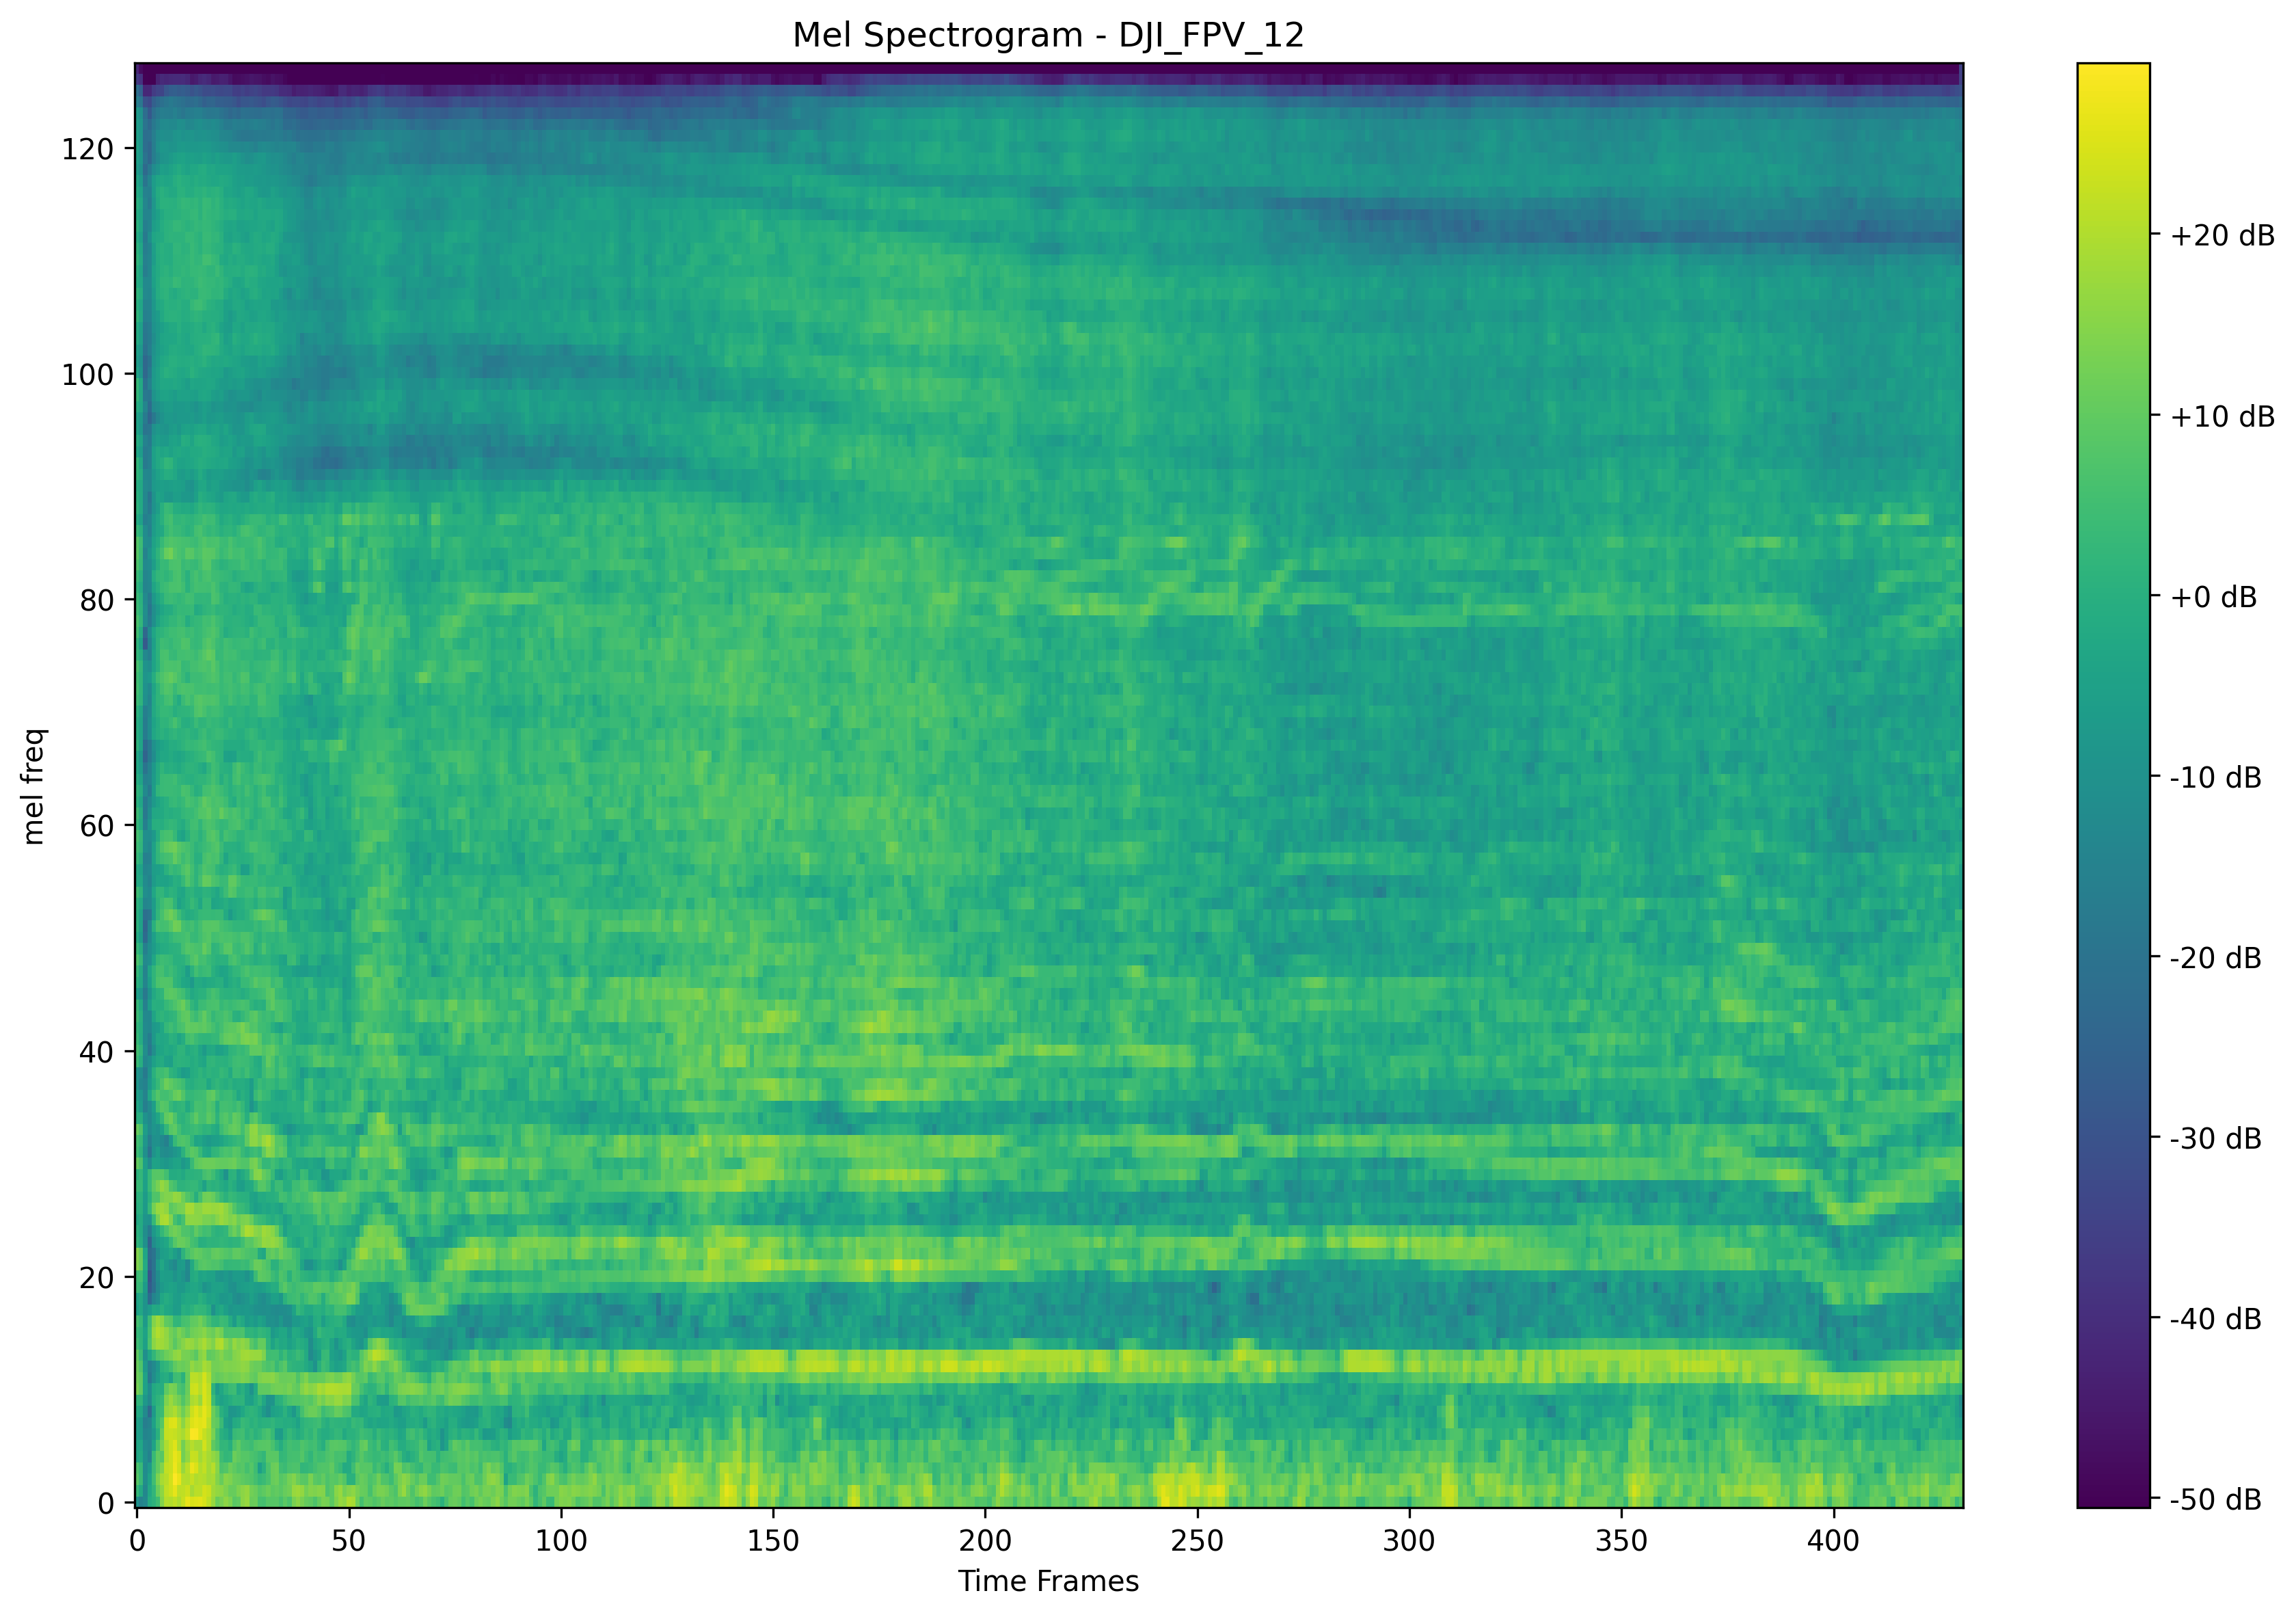 Mel Spectrogram - DJI_FPV_12
mel freq
120
100
80
60
40
20
0
0 50 100 150 200 250 300 350 400
Time Frames
+20 dB
+10 dB
+0 dB
-10 dB
-20 dB
-30 dB
-40 dB
-50 dB